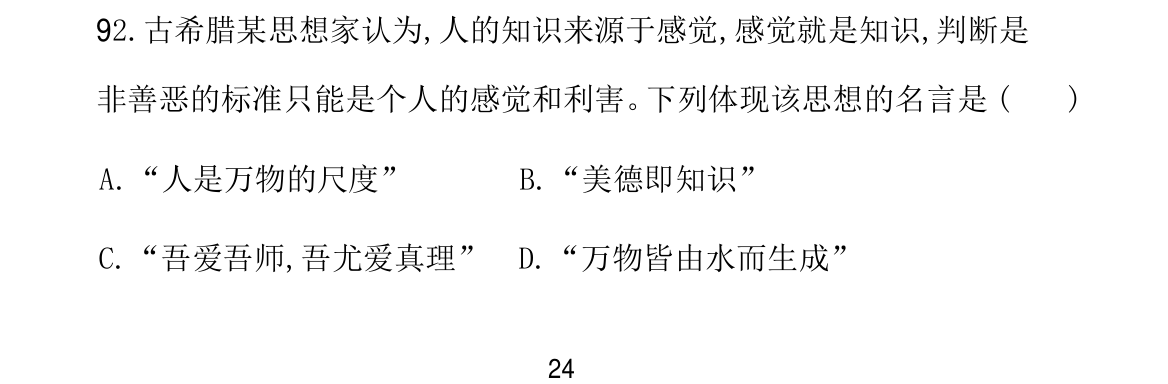 92.古希腊某思想家认为,人的知识来源于感觉,感觉就是知识,判断是
非善恶的标准只能是个人的感觉和利害。下列体现该思想的名言是(　　)
A.“人是万物的尺度”　　　B.“美德即知识”
C.“吾爱吾师,吾尤爱真理”　D.“万物皆由水而生成”
24